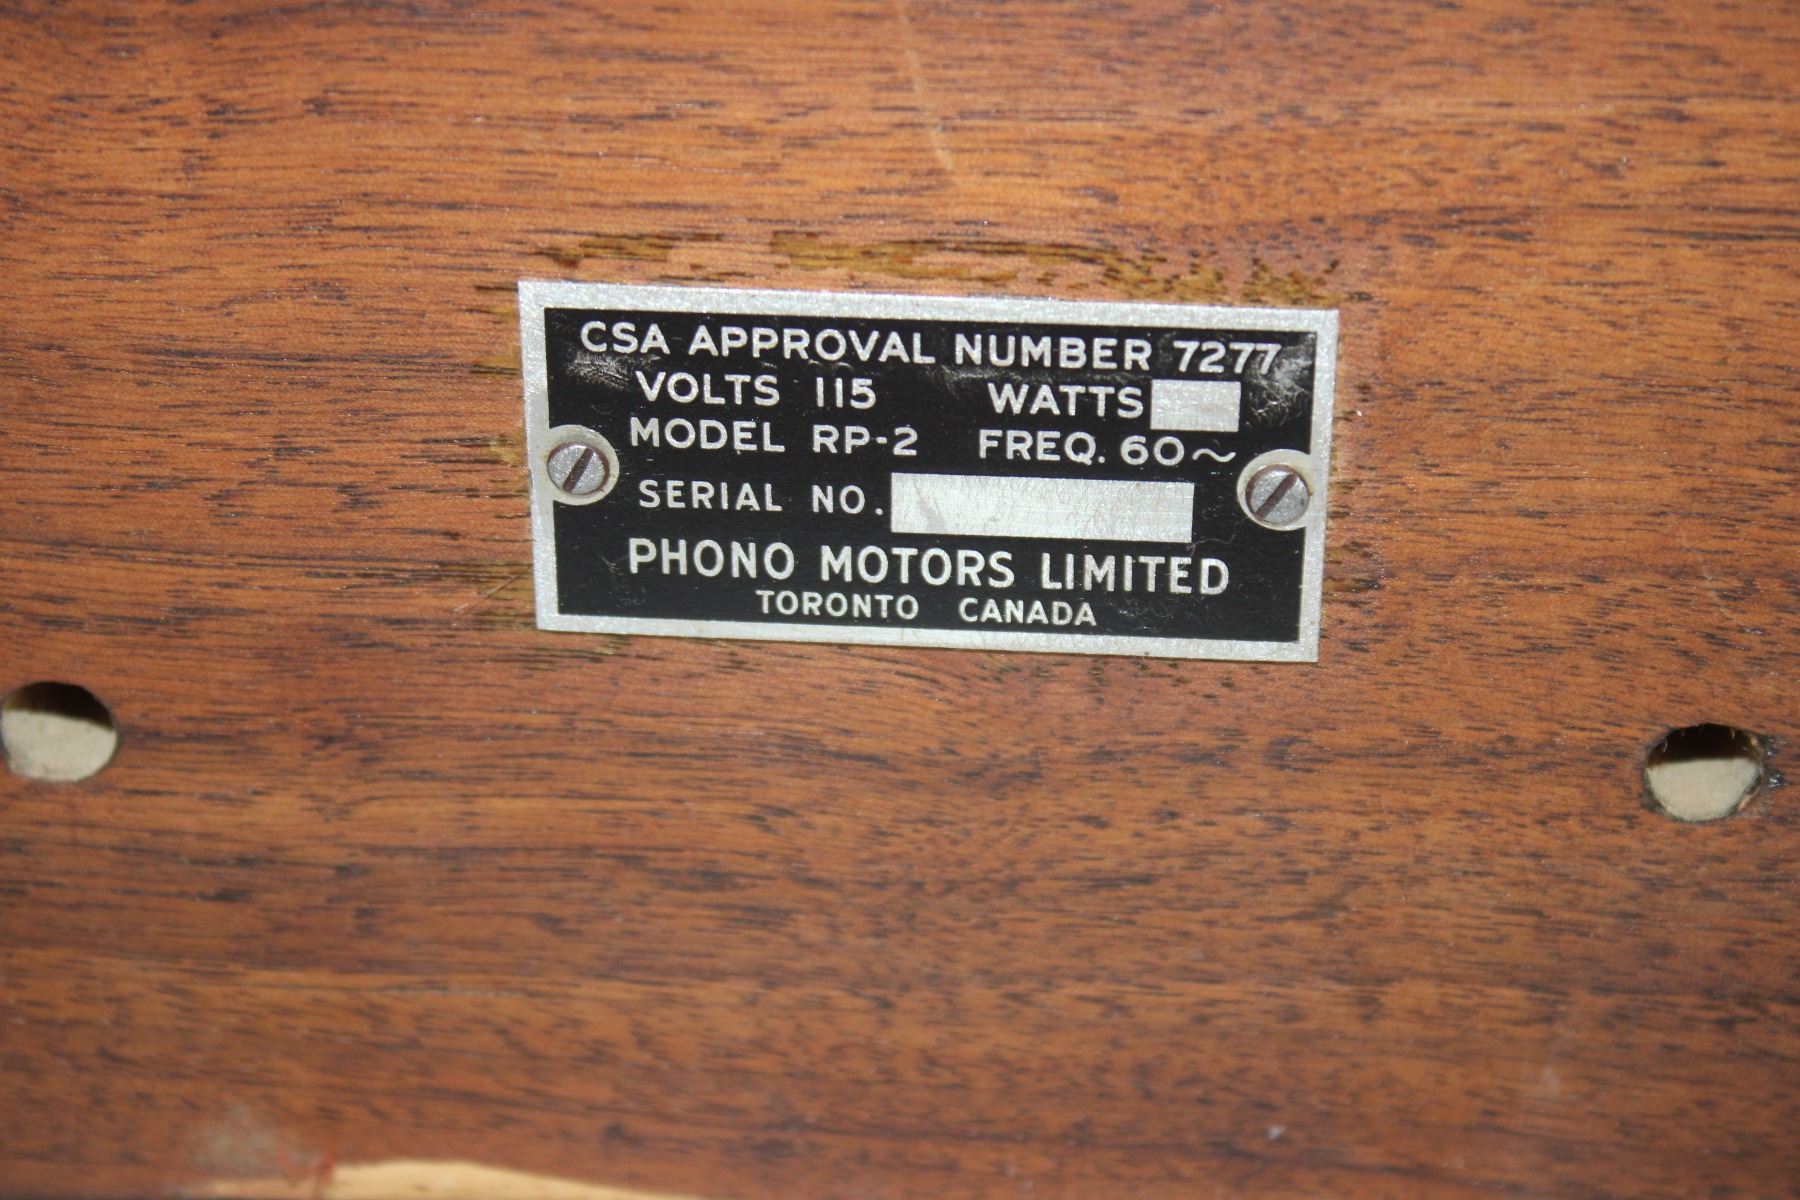 CSA APPROVAL NUMBER 7277
VOLTS 115 WATTS
MODEL RP-2 FREQ. 60~
SERIAL NO.
PHONO MOTORS LIMITED
TORONTO CANADA